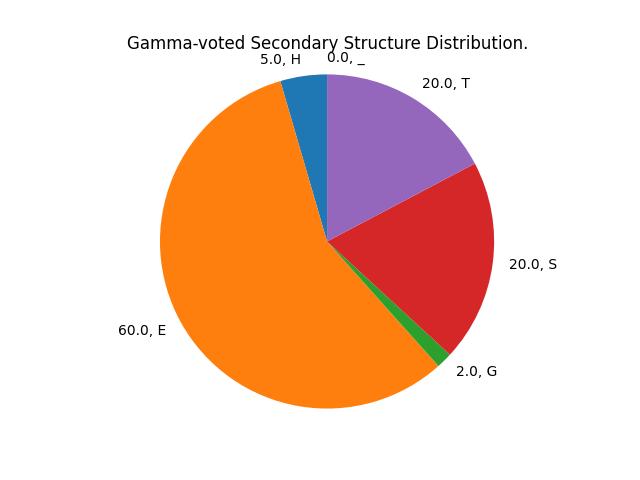 Gamma-voted Secondary Structure Distribution.
5.0, H
0.0, _
20.0, T
20.0, S
60.0, E
2.0, G